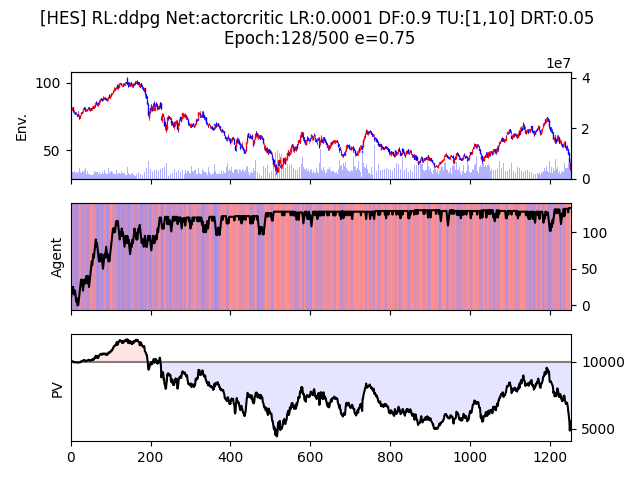 [HES] RL:ddpg Net:actorcritic LR:0.0001 DF:0.9 TU:[1,10] DRT:0.05
Epoch:128/500 e=0.75
1e7
100
50
Env.
4
2
0
Agent
100
50
0
PV
10000
5000
0 200 400 600 800 1000 1200